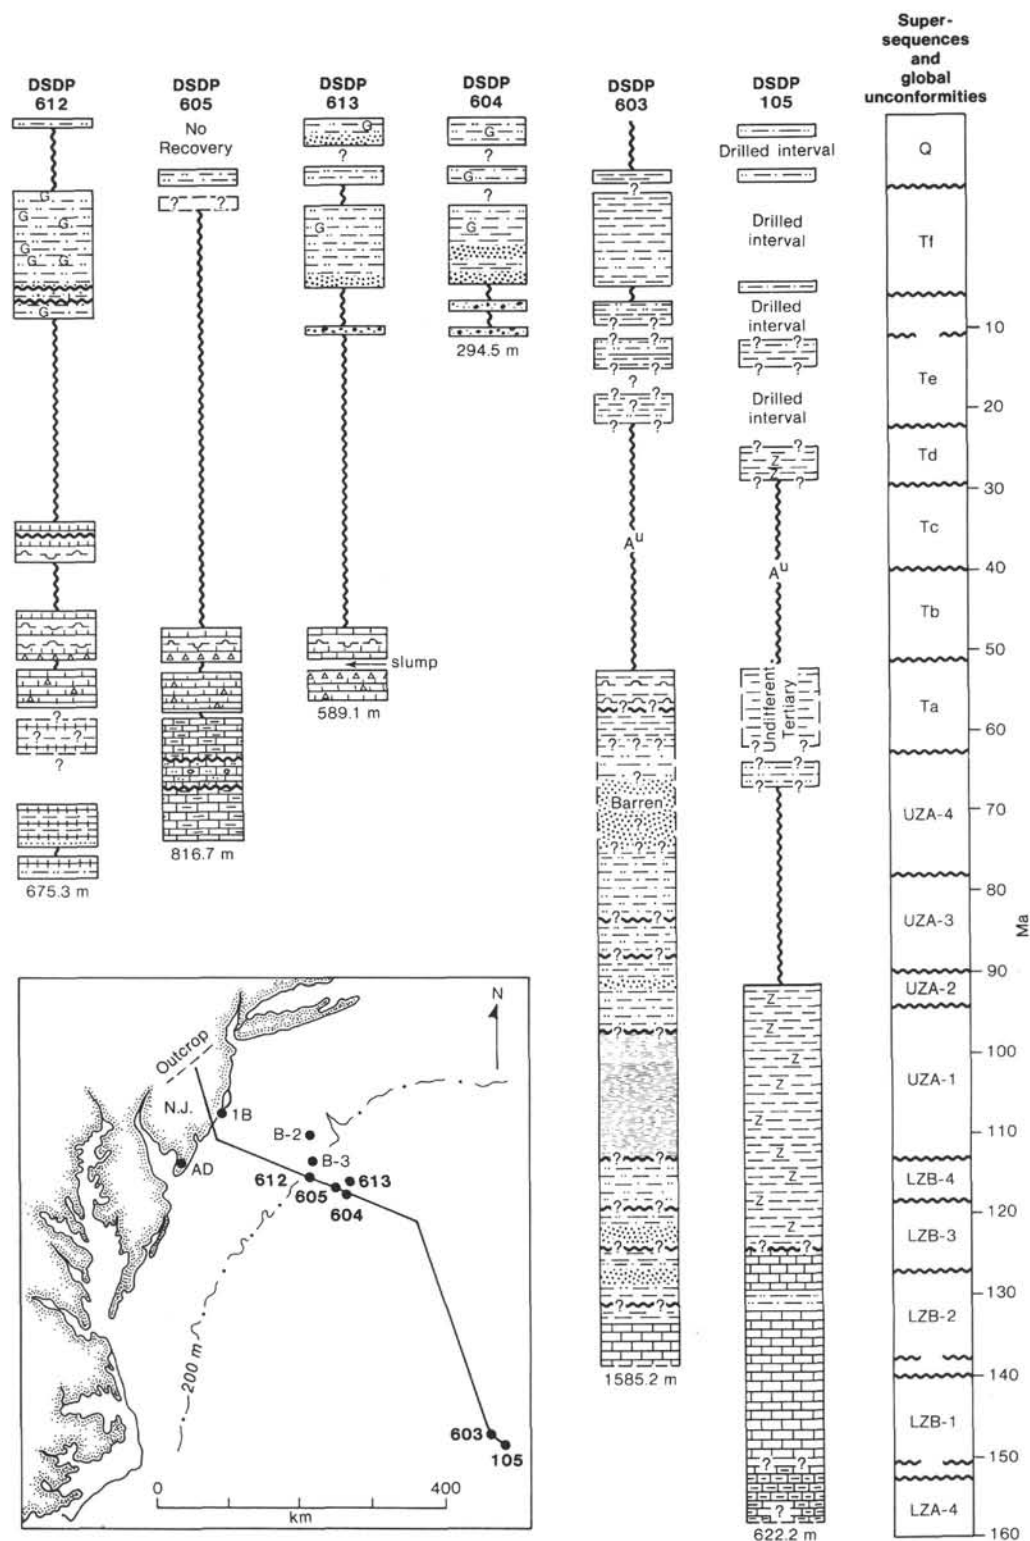 DSDP
612
DSDP
605
DSDP
613
DSDP
604
DSDP
603
DSDP
105
Super-
sequences
and
global
unconformities
No
Recovery
? ?
816.7 m
G
G
G
G
G G
G
? 
? ?
?
675.3 m
G
?
G
slump
589.1 m
G
?
G
?
G
294.5 m
?
? ?
? ?
? ?
?
? ?
?
? ?
A^U
? ?
? ? ?
?
Barren
?
? ? ?
? ?
? ?
? ?
? ?
? ?
? ?
? ?
1585.2 m
Drilled interval
Drilled
interval
Drilled
interval
? ?
? ?
Drilled
interval
? ?
Z
Z
? ?
A^U
Undifferent.
Tertiary
? ?
? ?
? ?
Z
Z
Z
Z
Z
Z
Z
Z
Z
? ?
? ?
?
622.2 m
Q
Tf
Te
Td
Tc
Tb
Ta
UZA-4
UZA-3
UZA-2
UZA-1
LZB-4
LZB-3
LZB-2
LZB-1
LZA-4
10
20
30
40
50
60
70
80
90
100
110
120
130
140
150
160
Ma
N
Outcrop
N.J.
1B
B-2
B-3
AD
612
613
605
604
200 m
603
105
0 400
km